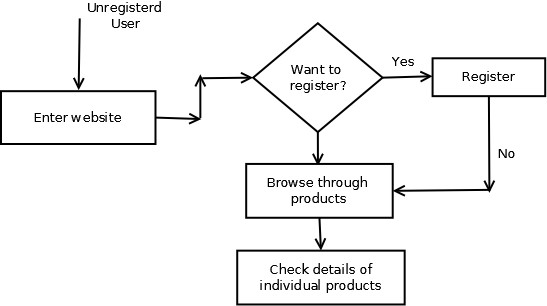 Unregisterd
User
Enter website
Want to
register?
Yes
Register
No
Browse through
products
Check details of
individual products